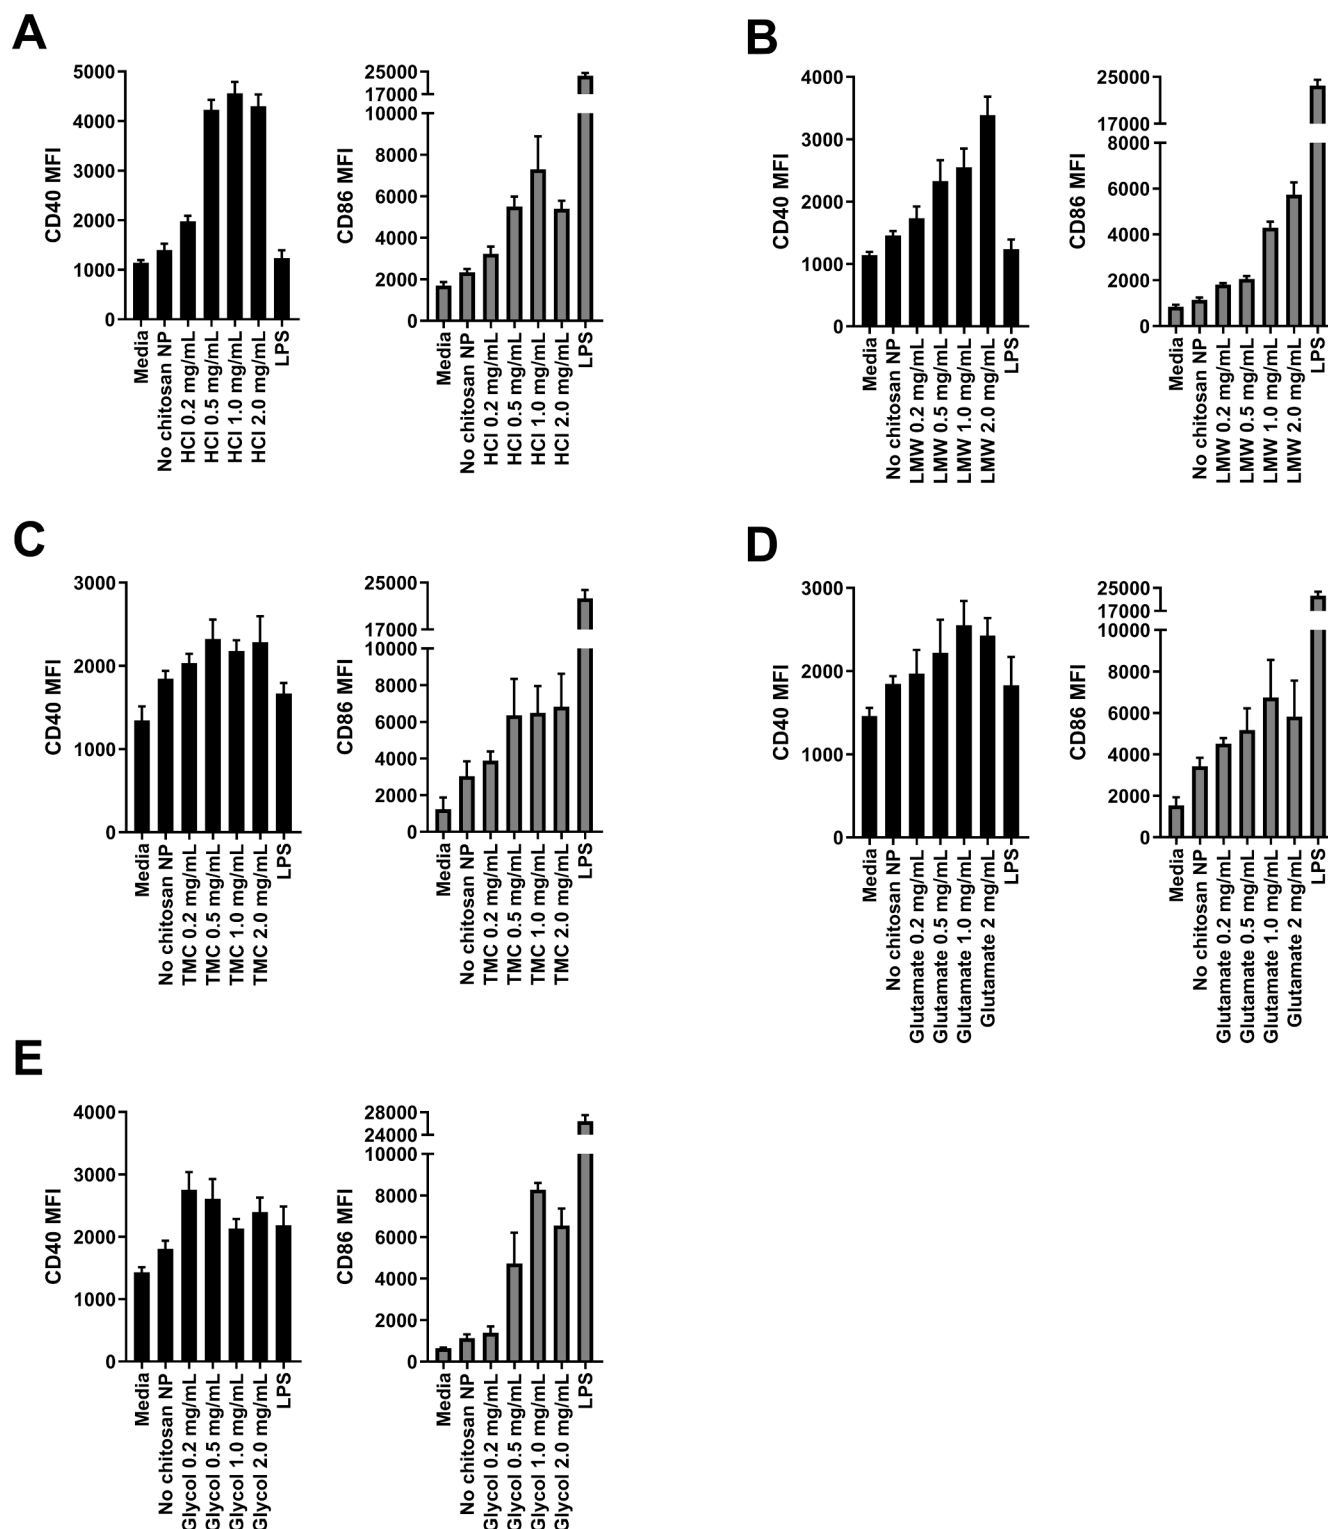 A
CD40 MFI
5000
4000
3000
2000
1000
0
Media
No chitosan NP
HCl 0.2 mg/mL
HCl 0.5 mg/mL
HCl 1.0 mg/mL
HCl 2.0 mg/mL
LPS
CD86 MFI
25000
17000
10000
8000
6000
4000
2000
0
Media
No chitosan NP
HCl 0.2 mg/mL
HCl 0.5 mg/mL
HCl 1.0 mg/mL
HCl 2.0 mg/mL
LPS
B
CD40 MFI
4000
3000
2000
1000
0
Media
No chitosan NP
LMW 0.2 mg/mL
LMW 0.5 mg/mL
LMW 1.0 mg/mL
LMW 2.0 mg/mL
LPS
CD86 MFI
25000
17000
8000
6000
4000
2000
0
Media
No chitosan NP
LMW 0.2 mg/mL
LMW 0.5 mg/mL
LMW 1.0 mg/mL
LMW 2.0 mg/mL
LPS
C
CD40 MFI
3000
2000
1000
0
Media
No chitosan NP
TMC 0.2 mg/mL
TMC 0.5 mg/mL
TMC 1.0 mg/mL
TMC 2.0 mg/mL
LPS
CD86 MFI
25000
17000
10000
8000
6000
4000
2000
0
Media
No chitosan NP
TMC 0.2 mg/mL
TMC 0.5 mg/mL
TMC 1.0 mg/mL
TMC 2.0 mg/mL
LPS
D
CD40 MFI
3000
2000
1000
0
Media
No chitosan NP
Glutamate 0.2 mg/mL
Glutamate 0.5 mg/mL
Glutamate 1.0 mg/mL
Glutamate 2 mg/mL
LPS
CD86 MFI
25000
17000
10000
8000
6000
4000
2000
0
Media
No chitosan NP
Glutamate 0.2 mg/mL
Glutamate 0.5 mg/mL
Glutamate 1.0 mg/mL
Glutamate 2 mg/mL
LPS
E
CD40 MFI
4000
3000
2000
1000
0
Media
No chitosan NP
Glycol 0.2 mg/mL
Glycol 0.5 mg/mL
Glycol 1.0 mg/mL
Glycol 2.0 mg/mL
LPS
CD86 MFI
28000
24000
10000
8000
6000
4000
2000
0
Media
No chitosan NP
Glycol 0.2 mg/mL
Glycol 0.5 mg/mL
Glycol 1.0 mg/mL
Glycol 2.0 mg/mL
LPS